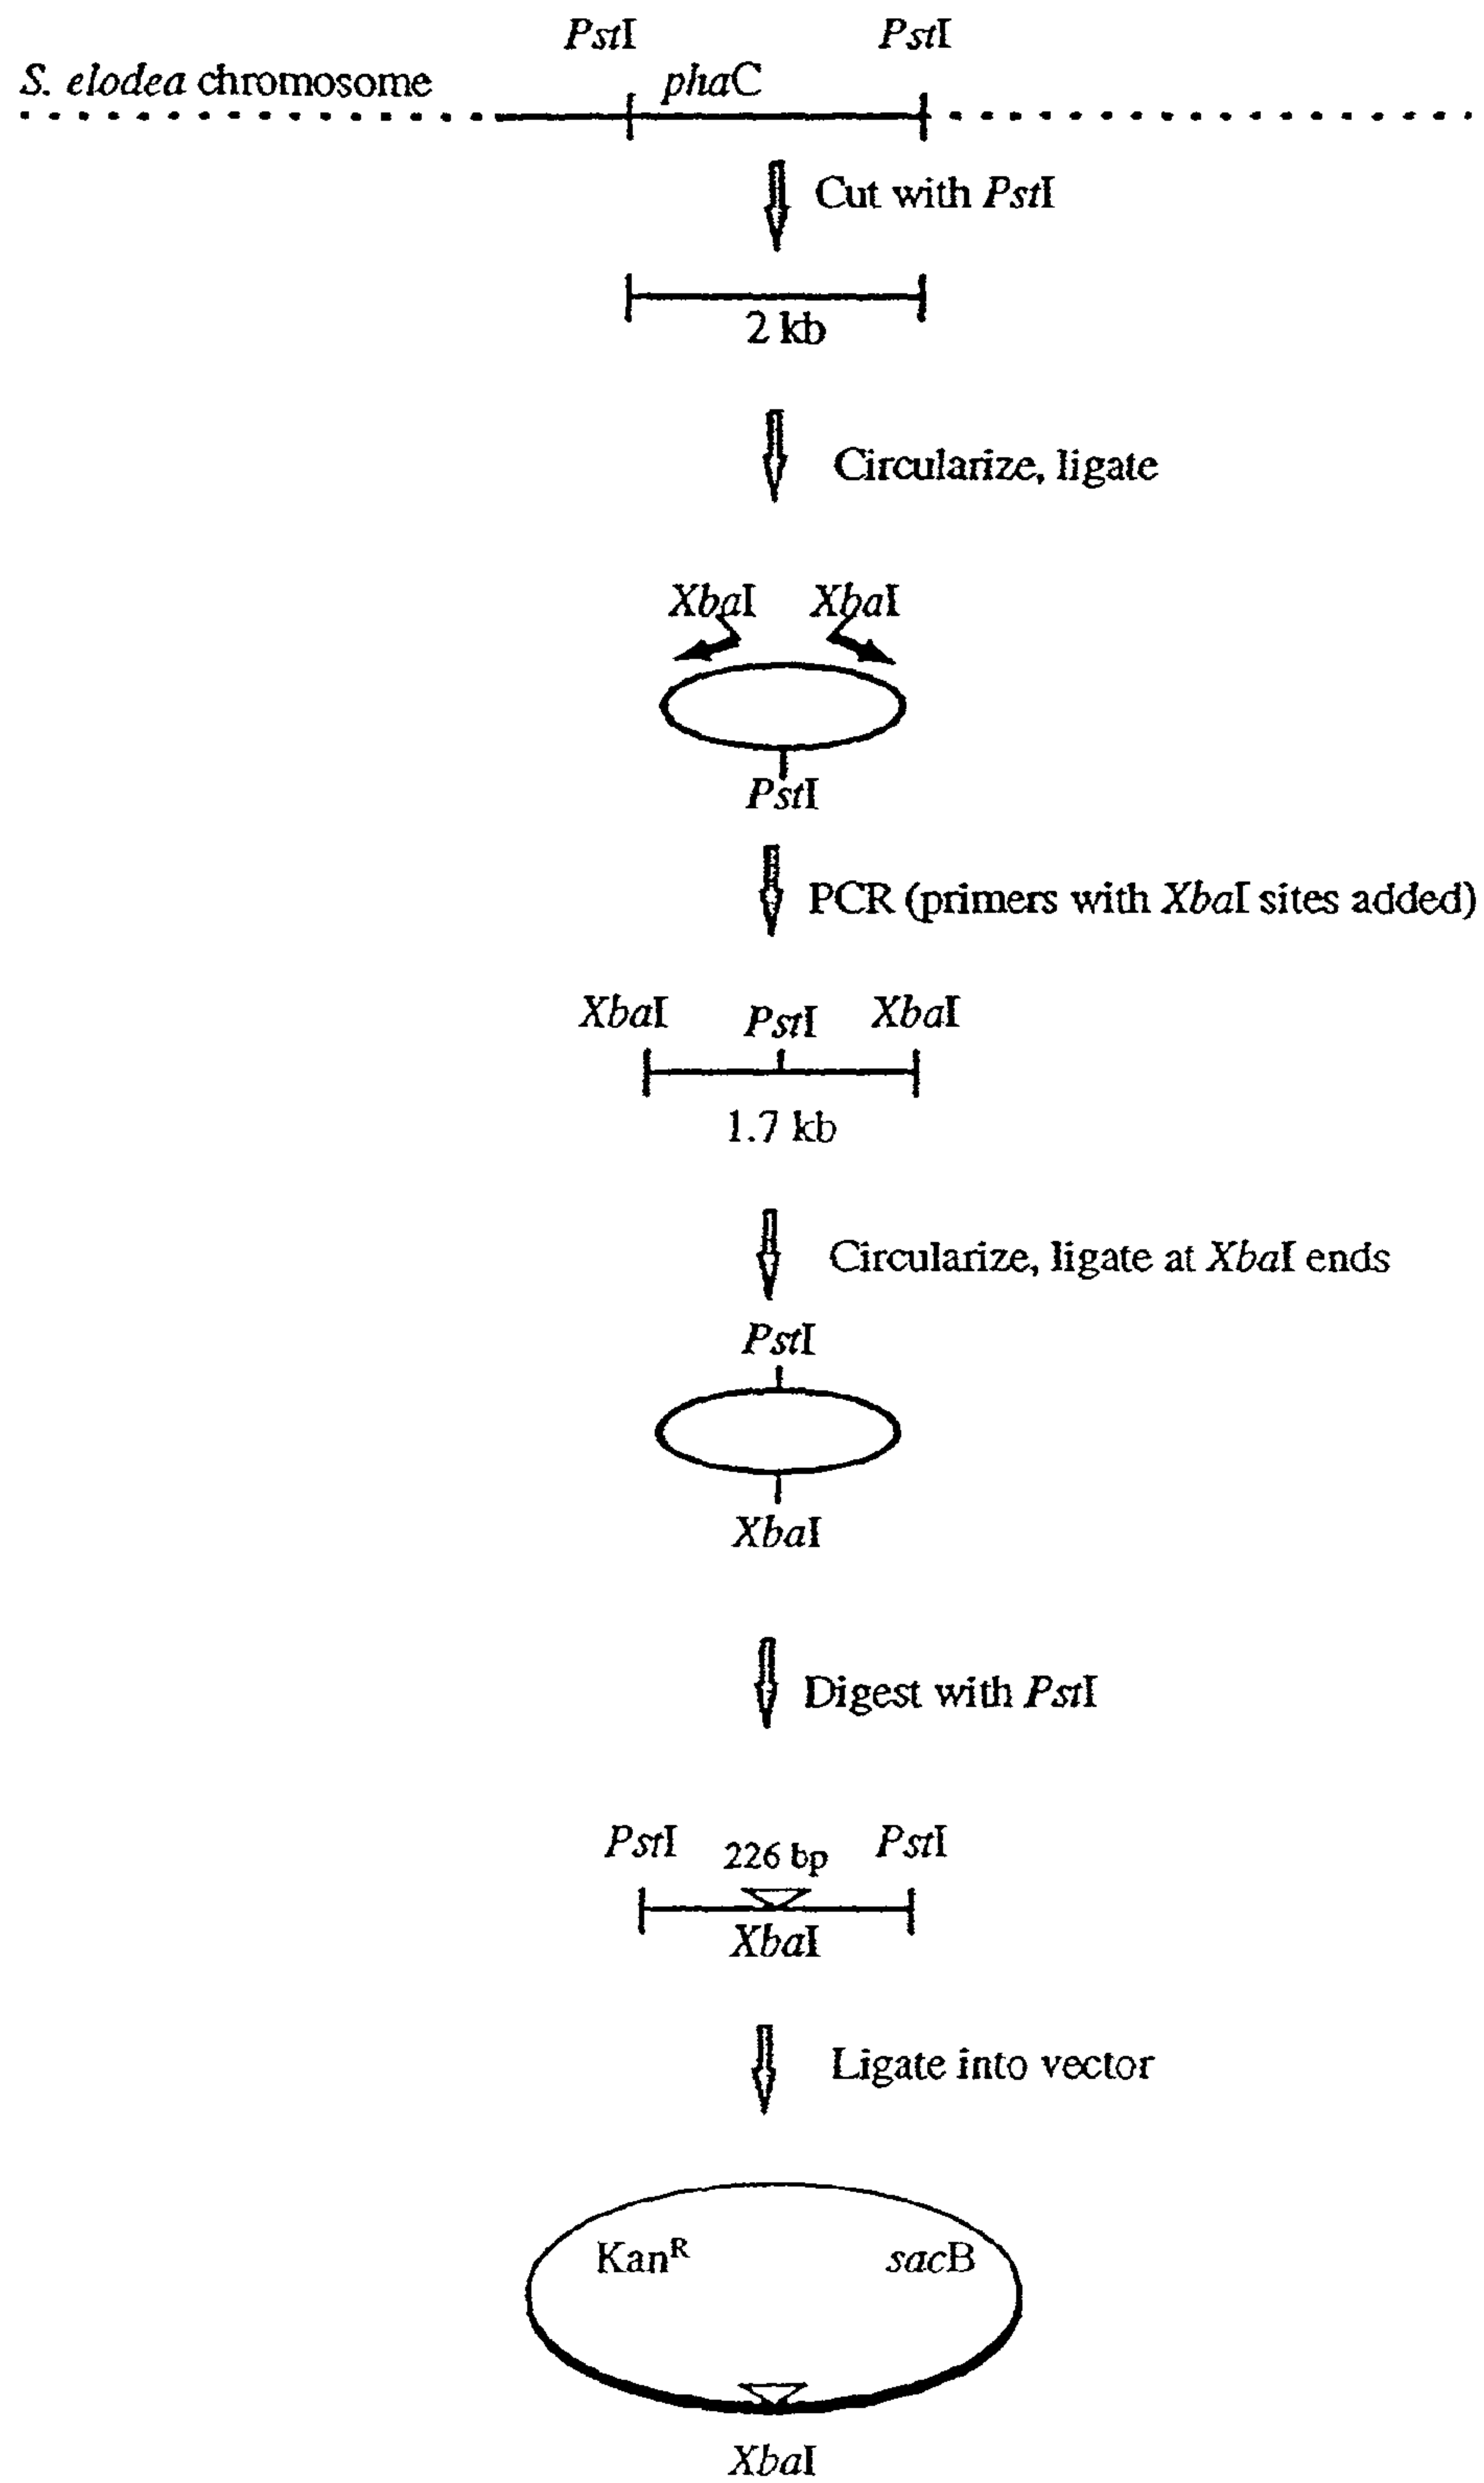 PstI PstI
S. elodea chromosome phaC
Cut with PstI
2 kb
Circularize, ligate
XbaI XbaI
PstI
PCR (primers with XbaI sites added)
XbaI PstI XbaI
1.7 kb
Circularize, ligate at XbaI ends
PstI
XbaI
Digest with PstI
PstI 226 bp PstI
XbaI
Ligate into vector
Kan^R sacB
XbaI